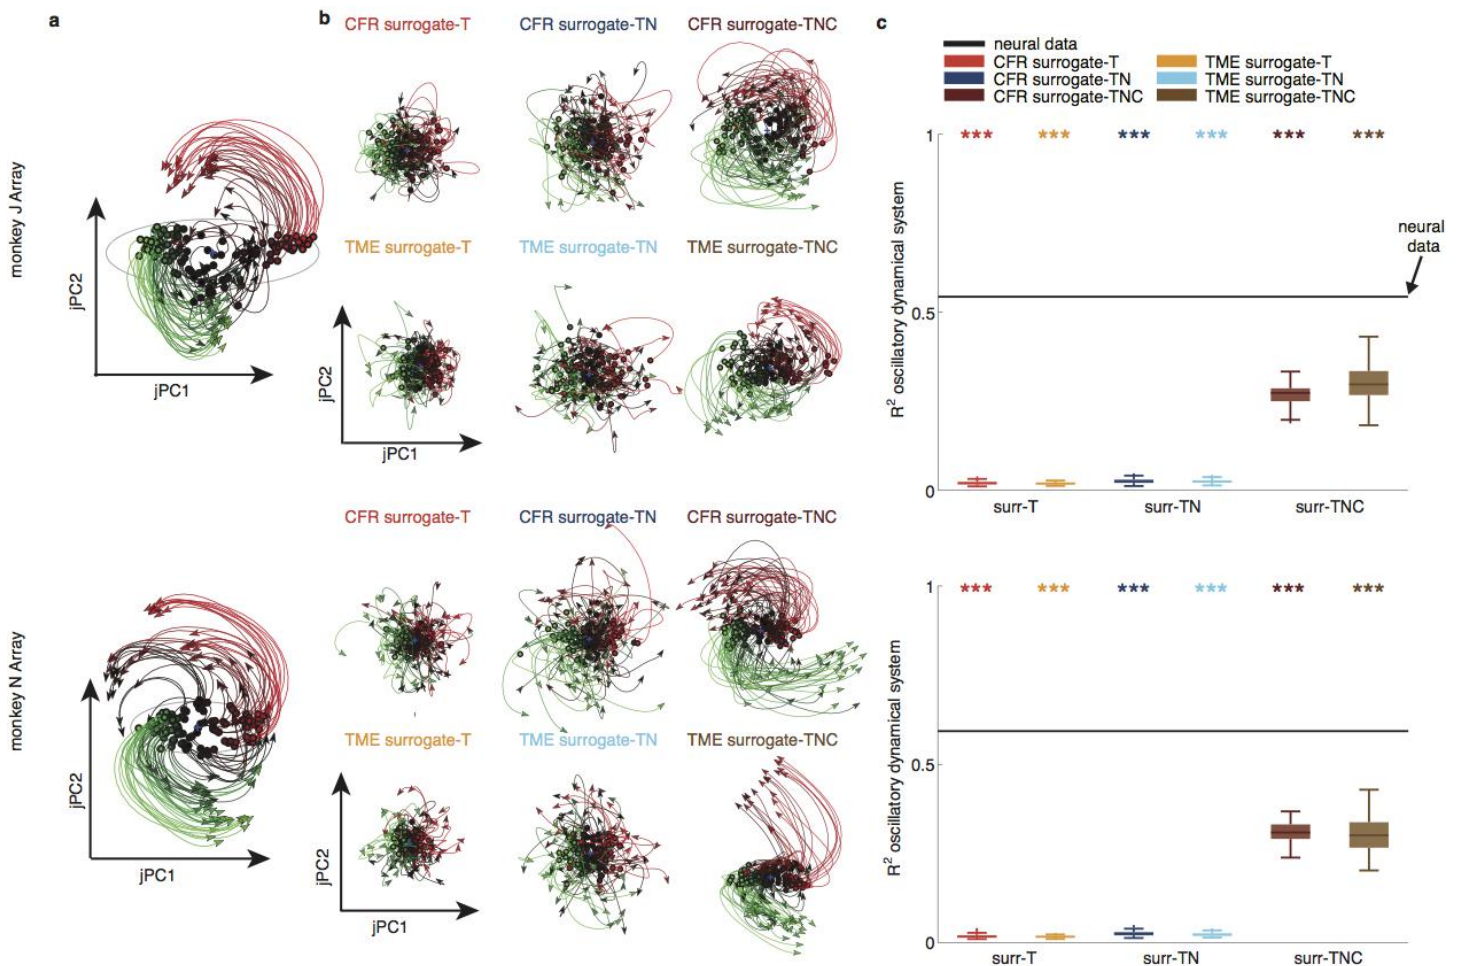 a
b
c
CFR surrogate-T
CFR surrogate-TN
CFR surrogate-TNC
neural data
CFR surrogate-T
TME surrogate-T
CFR surrogate-TN
TME surrogate-TN
CFR surrogate-TNC
TME surrogate-TNC
monkey J Array
jPC2
jPC1
TME surrogate-T
TME surrogate-TN
TME surrogate-TNC
jPC2
jPC1
1
*** *** *** *** *** ***
R² oscillatory dynamical system
neural
data
0.5
0
surr-T
surr-TN
surr-TNC
CFR surrogate-T
CFR surrogate-TN
CFR surrogate-TNC
monkey N Array
jPC2
jPC1
TME surrogate-T
TME surrogate-TN
TME surrogate-TNC
jPC2
jPC1
1
*** *** *** *** *** ***
R² oscillatory dynamical system
0.5
0
surr-T
surr-TN
surr-TNC